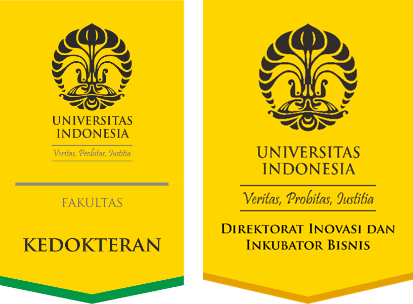 UNIVERSITAS
INDONESIA
Veritas, Probitas, Iustitia
FAKULTAS
KEDOKTERAN
UNIVERSITAS
INDONESIA
Veritas, Probitas, Iustitia
DIREKTORAT INOVASI DAN
INKUBATOR BISNIS